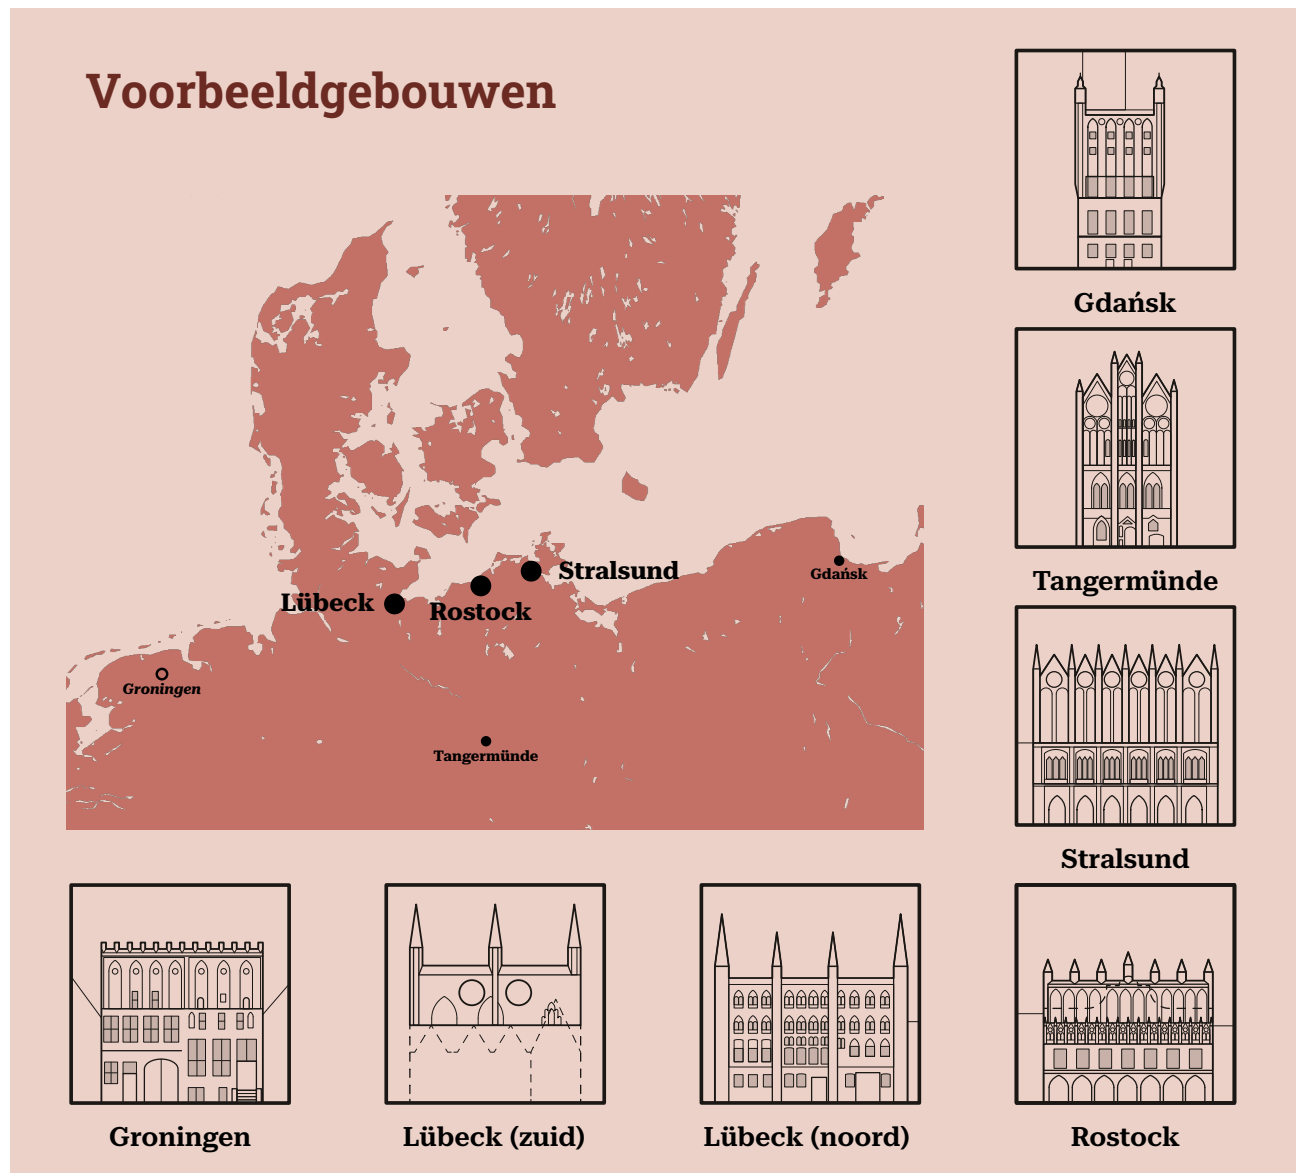 Voorbeeldgebouwen
Gdańsk
Tangermünde
Stralsund
Lübeck
Rostock
Stralsund
Gdańsk
Groningen
Tangermünde
Groningen
Lübeck (zuid)
Lübeck (noord)
Rostock